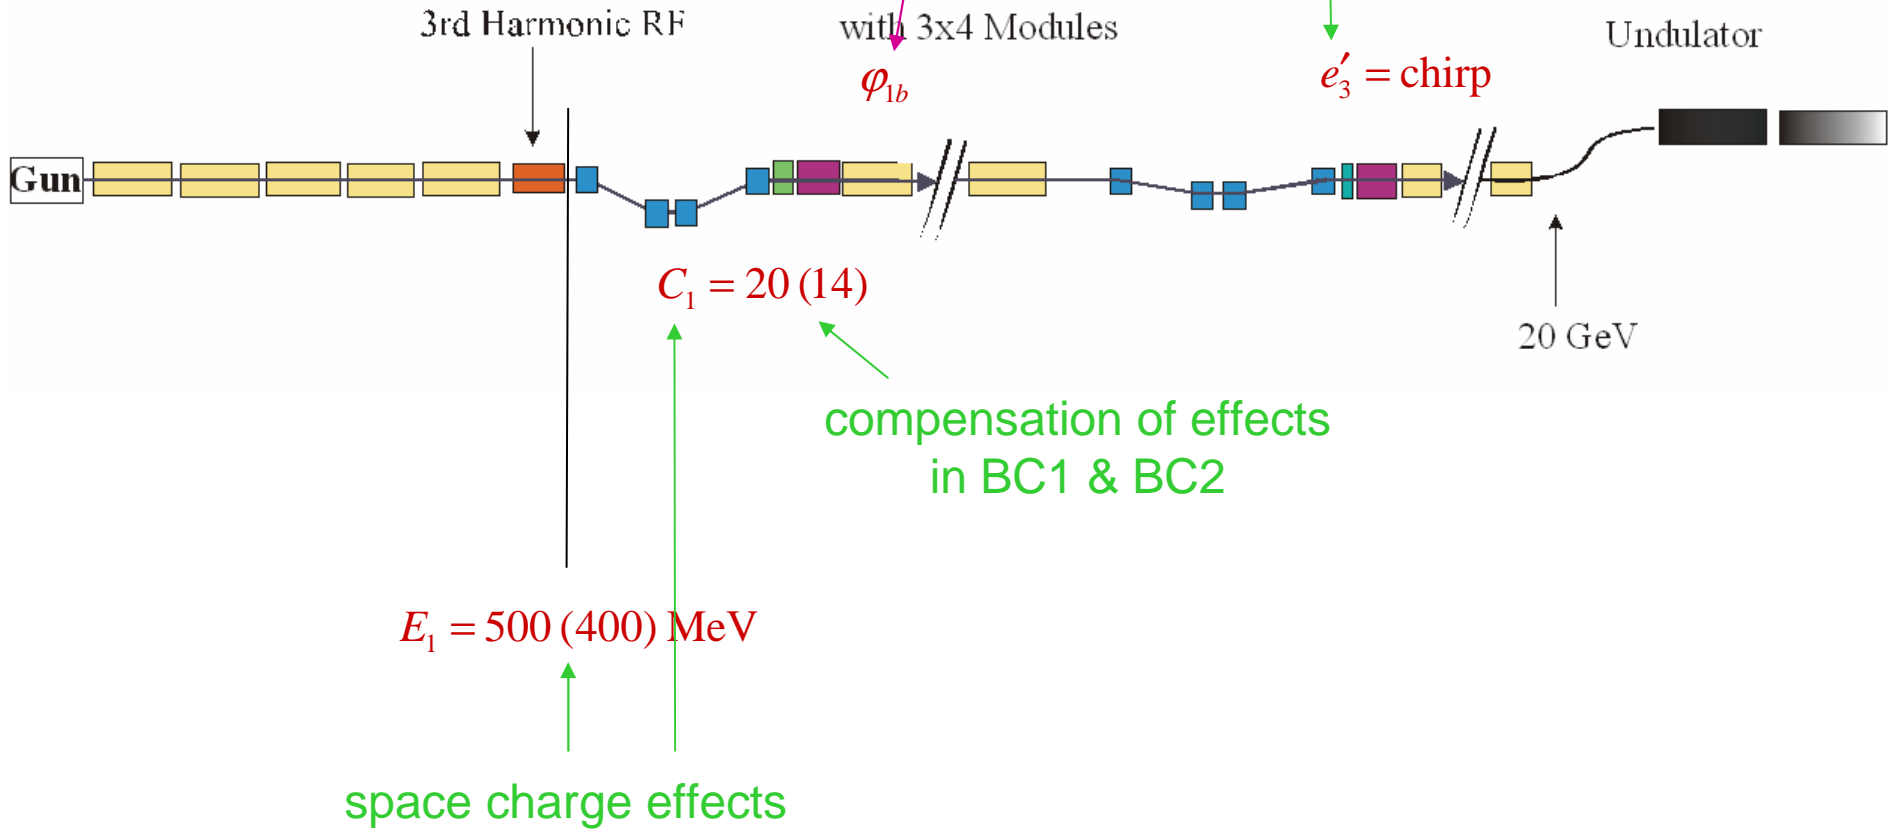 3rd Harmonic RF
with 3x4 Modules
Undulator
φ1b
e′3 = chirp
Gun
C1 = 20 (14)
20 GeV
compensation of effects
in BC1 & BC2
E1 = 500 (400) MeV
space charge effects